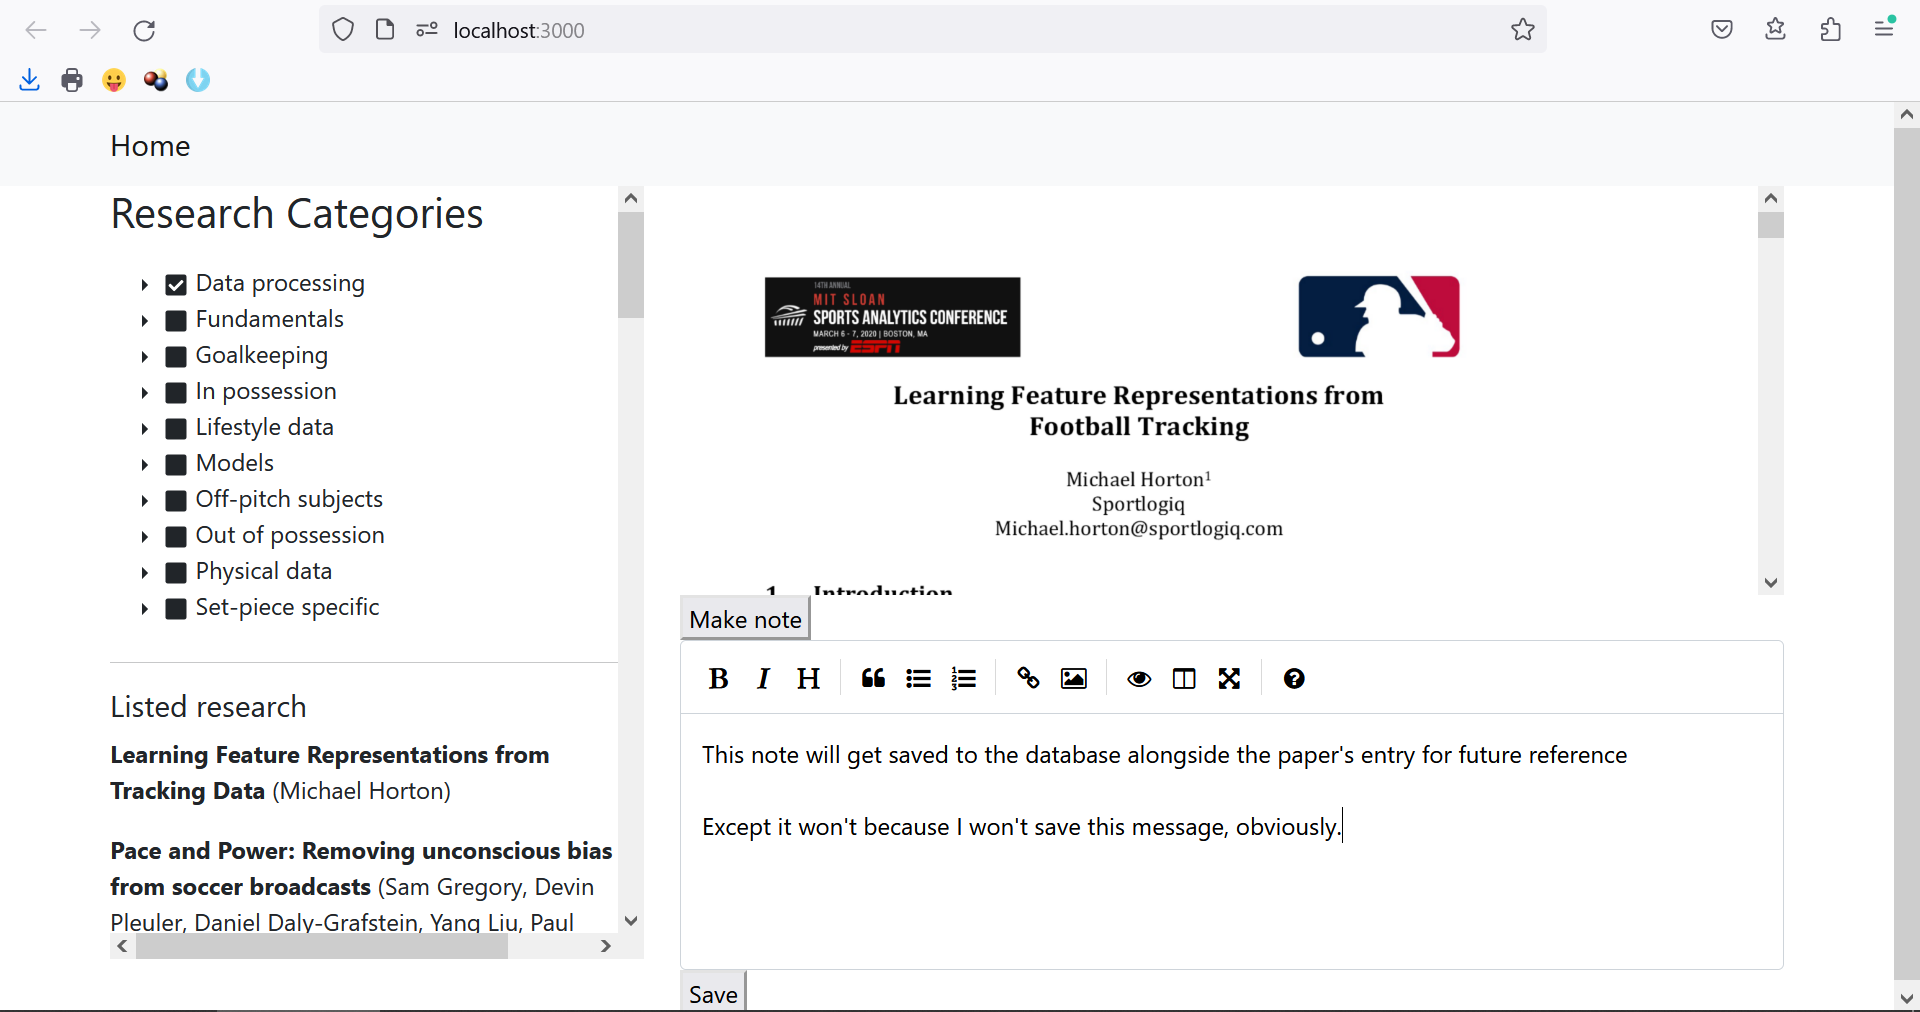 localhost:3000
Home
Research Categories
Data processing
Fundamentals
Goalkeeping
In possession
Lifestyle data
Models
Off-pitch subjects
Out of possession
Physical data
Set-piece specific
Listed research
Learning Feature Representations from
Tracking Data (Michael Horton)
Pace and Power: Removing unconscious bias
from soccer broadcasts (Sam Gregory, Devin
Pleuler, Daniel Daly-Grafstein, Yang Liu, Paul
14TH ANNUAL
MIT SLOAN
SPORTS ANALYTICS CONFERENCE
MARCH 6 - 7, 2020 | BOSTON, MA
presented by ESPN
Learning Feature Representations from
Football Tracking
Michael Horton¹
Sportlogiq
Michael.horton@sportlogiq.com
1 Introduction
Make note
B I H
This note will get saved to the database alongside the paper's entry for future reference
Except it won't because I won't save this message, obviously.
Save